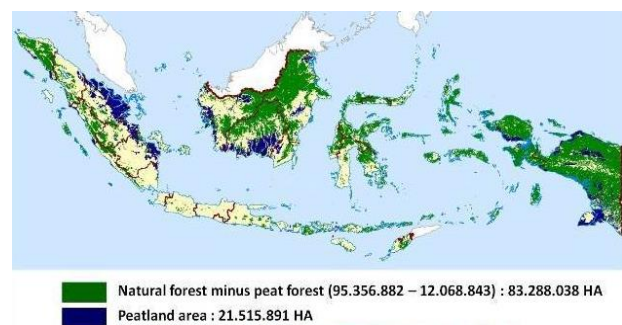 Natural forest minus peat forest (95.356.882 – 12.068.843) : 83.288.038 HA
Peatland area : 21.515.891 HA